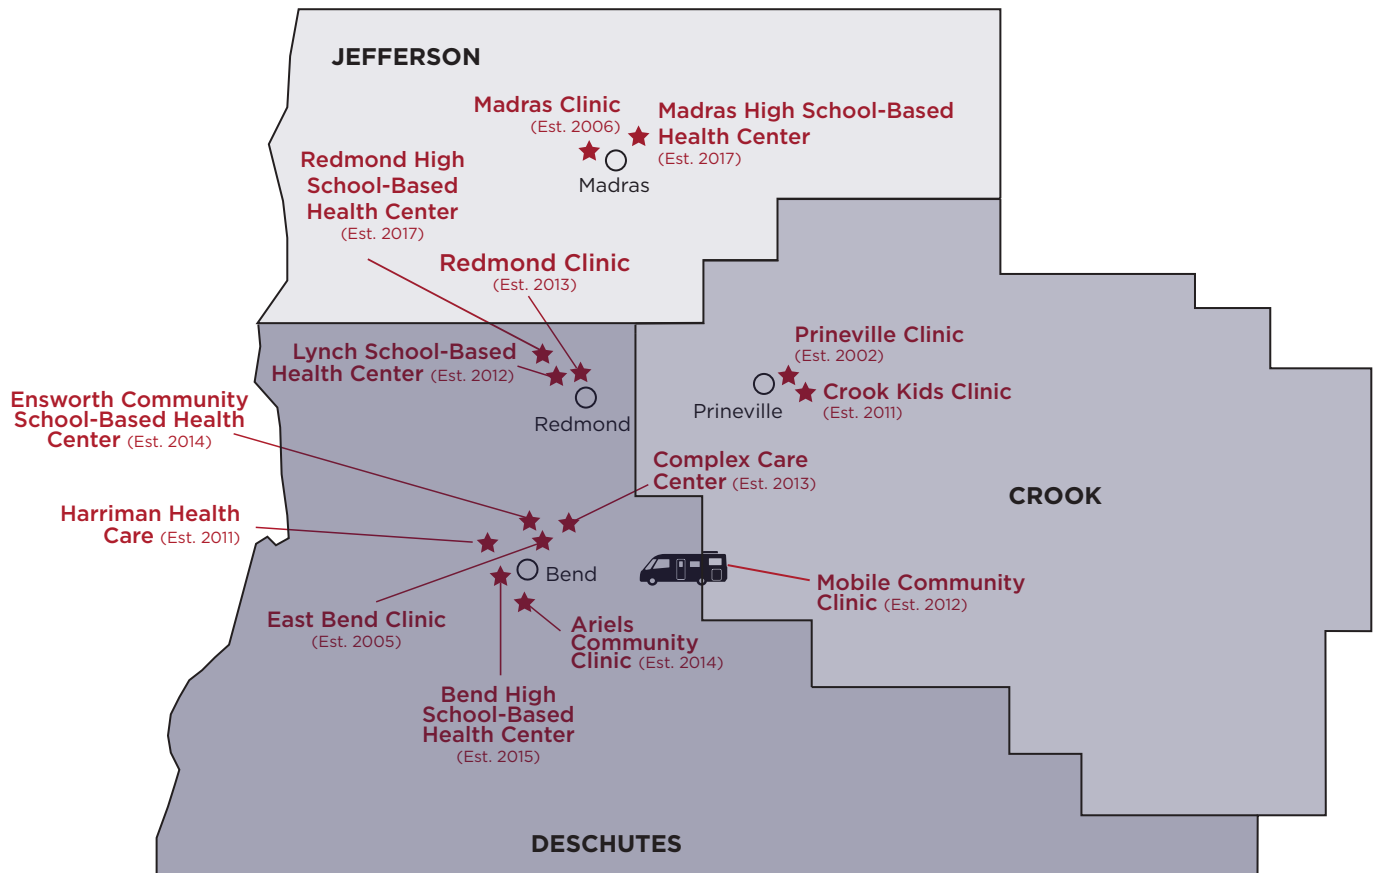 JEFFERSON
Madras Clinic
(Est. 2006)
Madras High School-Based
Health Center
(Est. 2017)
Madras
Redmond High
School-Based
Health Center
(Est. 2017)
Redmond Clinic
(Est. 2013)
Lynch School-Based
Health Center (Est. 2012)
Redmond
Prineville Clinic
(Est. 2002)
Crook Kids Clinic
(Est. 2011)
Prineville
Ensworth Community
School-Based Health
Center (Est. 2014)
Complex Care
Center (Est. 2013)
CROOK
Harriman Health
Care (Est. 2011)
Bend
Mobile Community
Clinic (Est. 2012)
East Bend Clinic
(Est. 2005)
Ariels
Community
Clinic (Est. 2014)
Bend High
School-Based
Health Center
(Est. 2015)
DESCHUTES